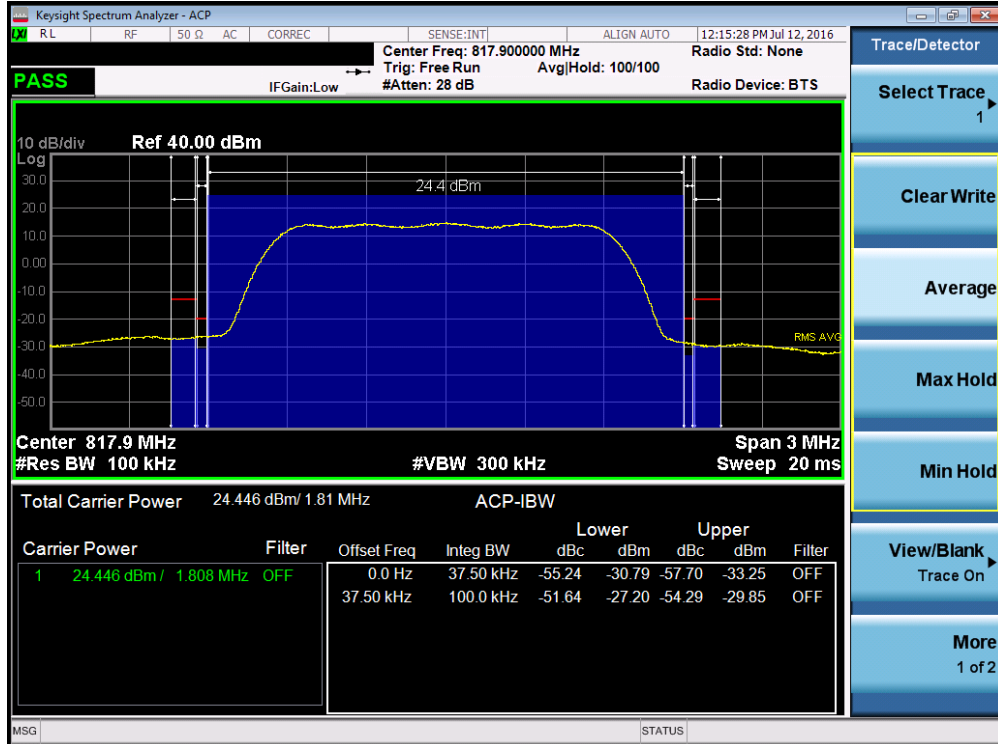 Keysight Spectrum Analyzer - ACP
LXI RL RF 50 Ω AC CORREC SENSE:INT ALIGN AUTO 12:15:28 PM Jul 12, 2016
Center Freq: 817.900000 MHz Radio Std: None
Trig: Free Run Avg|Hold: 100/100
PASS IFGain:Low #Atten: 28 dB Radio Device: BTS
10 dB/div Ref 40.00 dBm
Log
30.0
24.4 dBm
20.0
10.0
0.00
-10.0
-20.0
-30.0
RMS AVG
-40.0
-50.0
Center 817.9 MHz Span 3 MHz
#Res BW 100 kHz #VBW 300 kHz Sweep 20 ms
Total Carrier Power 24.446 dBm/ 1.81 MHz ACP-IBW
Lower Upper
Carrier Power Filter Offset Freq Integ BW dBc dBm dBc dBm Filter
1 24.446 dBm / 1.808 MHz OFF 0.0 Hz 37.50 kHz -55.24 -30.79 -57.70 -33.25 OFF
37.50 kHz 100.0 kHz -51.64 -27.20 -54.29 -29.85 OFF
MSG STATUS
Trace/Detector
Select Trace
1
Clear Write
Average
Max Hold
Min Hold
View/Blank
Trace On
More
1 of 2